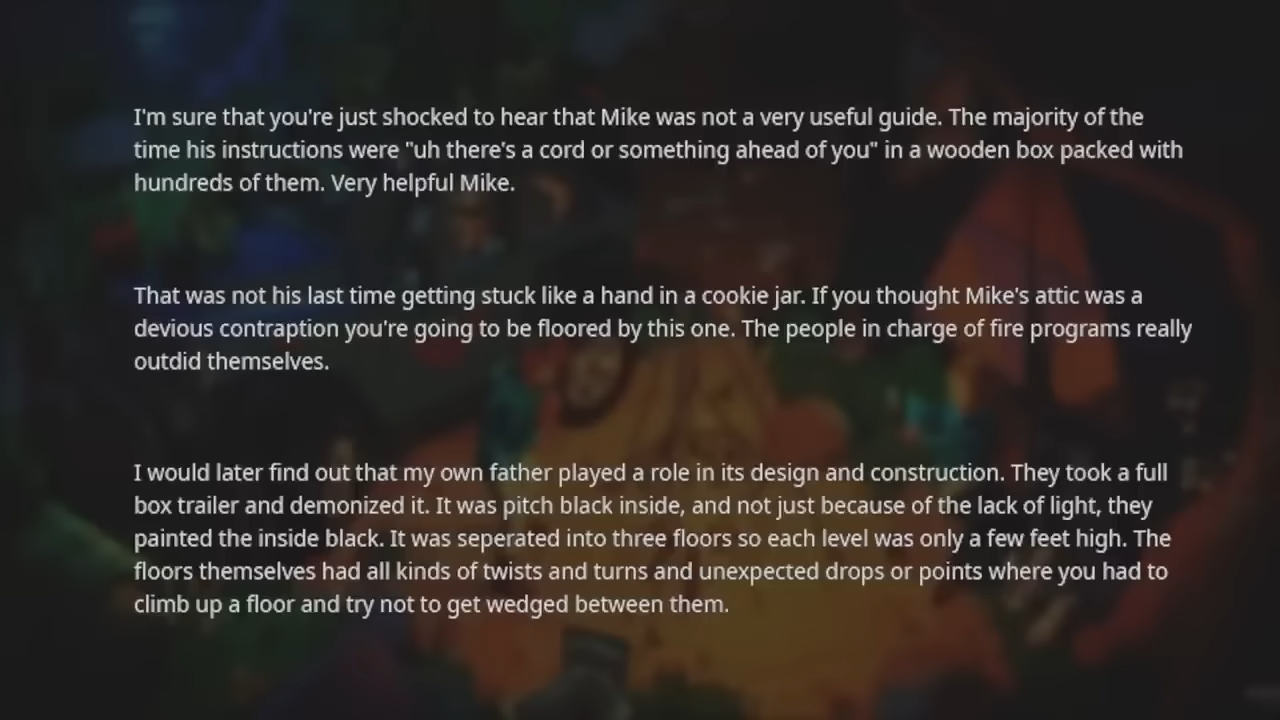 I'm sure that you're just shocked to hear that Mike was not a very useful guide. The majority of the
time his instructions were "uh there's a cord or something ahead of you" in a wooden box packed with
hundreds of them. Very helpful Mike.
That was not his last time getting stuck like a hand in a cookie jar. If you thought Mike's attic was a
devious contraption you're going to be floored by this one. The people in charge of fire programs really
outdid themselves.
I would later find out that my own father played a role in its design and construction. They took a full
box trailer and demonized it. It was pitch black inside, and not just because of the lack of light, they
painted the inside black. It was seperated into three floors so each level was only a few feet high. The
floors themselves had all kinds of twists and turns and unexpected drops or points where you had to
climb up a floor and try not to get wedged between them.